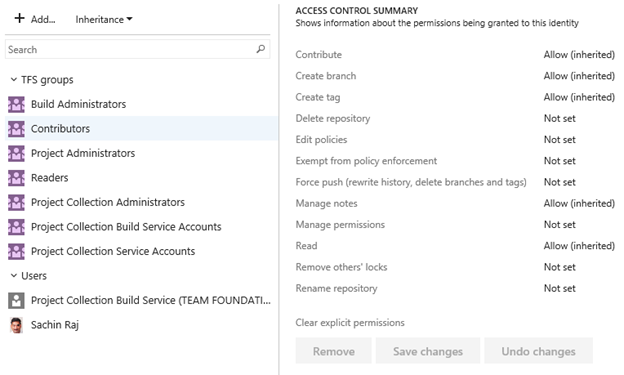 + Add...
Inheritance
Search
TFS groups
Build Administrators
Contributors
Project Administrators
Readers
Project Collection Administrators
Project Collection Build Service Accounts
Project Collection Service Accounts
Users
Project Collection Build Service (TEAM FOUNDATI...
Sachin Raj
ACCESS CONTROL SUMMARY
Shows information about the permissions being granted to this identity
Contribute Allow (inherited)
Create branch Allow (inherited)
Create tag Allow (inherited)
Delete repository Not set
Edit policies Not set
Exempt from policy enforcement Not set
Force push (rewrite history, delete branches and tags) Not set
Manage notes Allow (inherited)
Manage permissions Not set
Read Allow (inherited)
Remove others' locks Not set
Rename repository Not set
Clear explicit permissions
Remove Save changes Undo changes